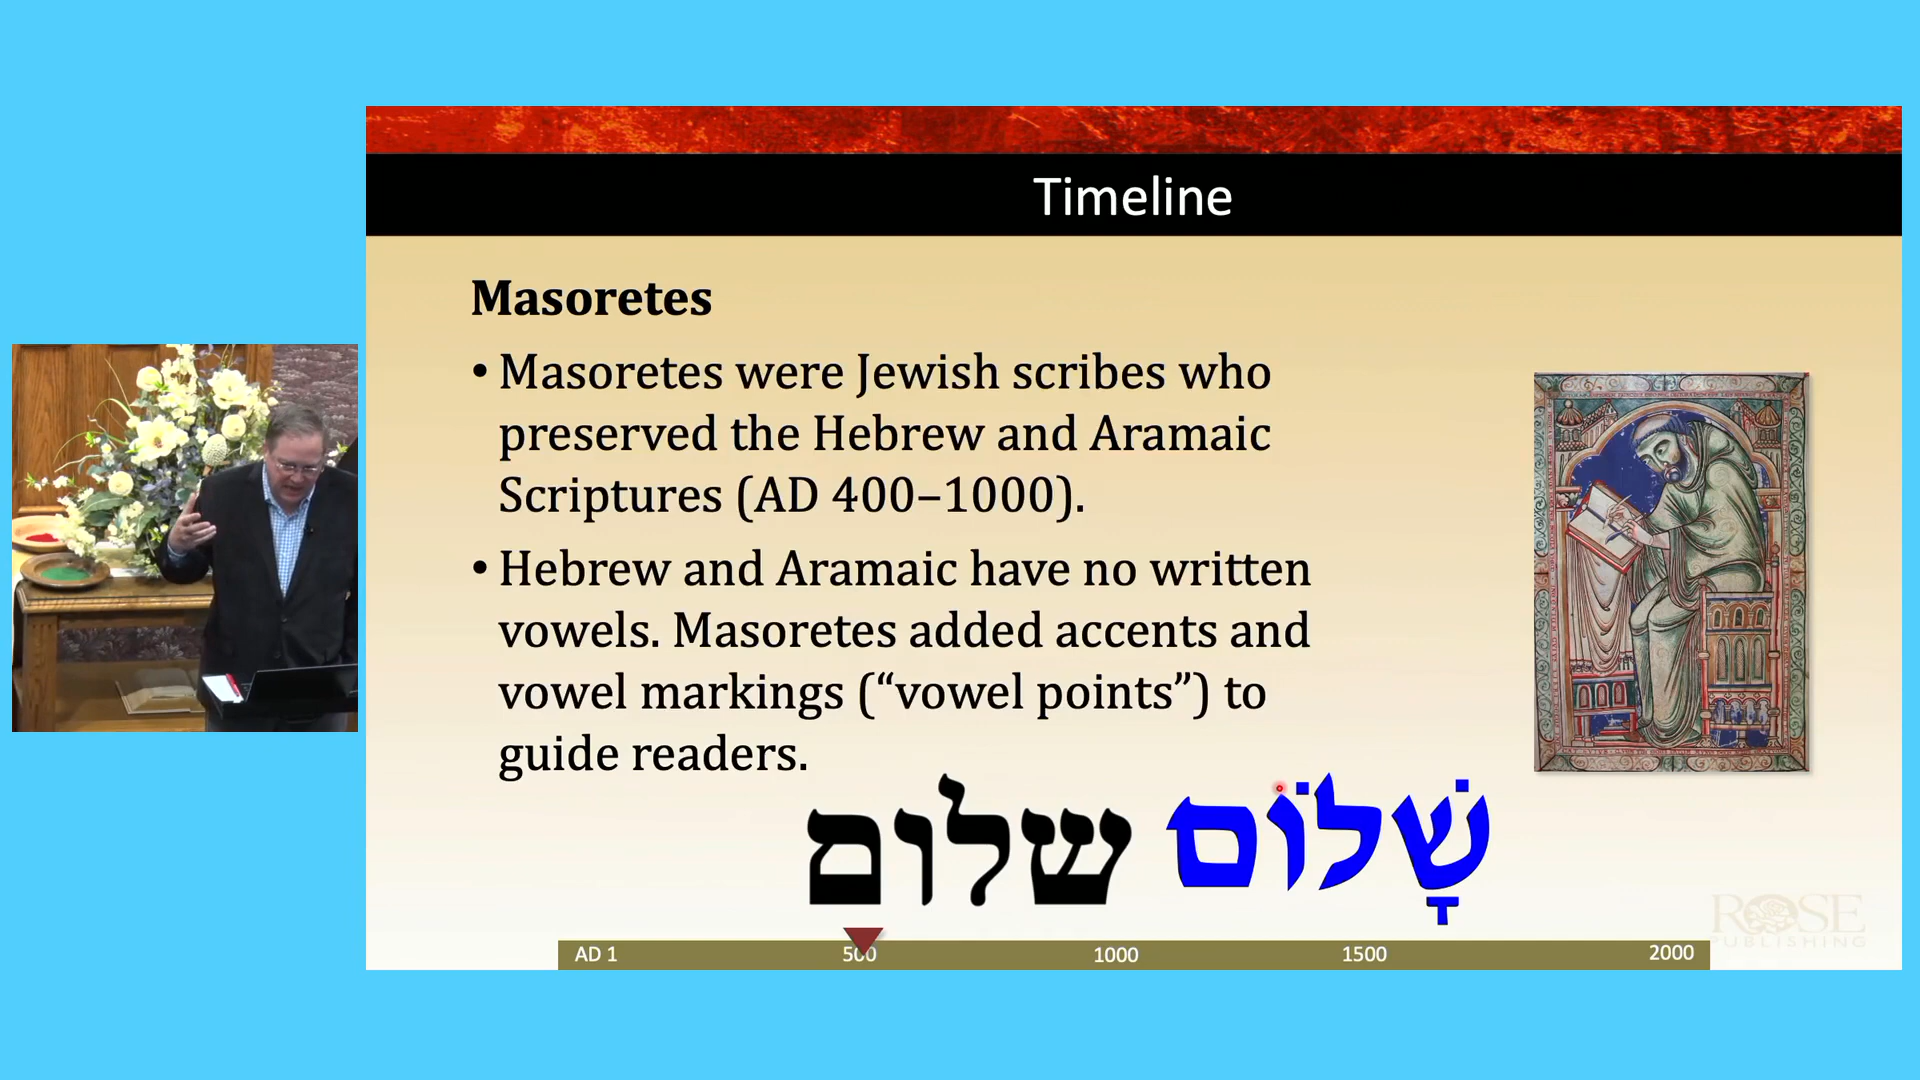 Timeline
Masoretes
• Masoretes were Jewish scribes who
preserved the Hebrew and Aramaic
Scriptures (AD 400–1000).
• Hebrew and Aramaic have no written
vowels. Masoretes added accents and
vowel markings (“vowel points”) to
guide readers.
שלום שָׁלוֹם
AD 1 500 1000 1500 2000
ROSE
PUBLISHING